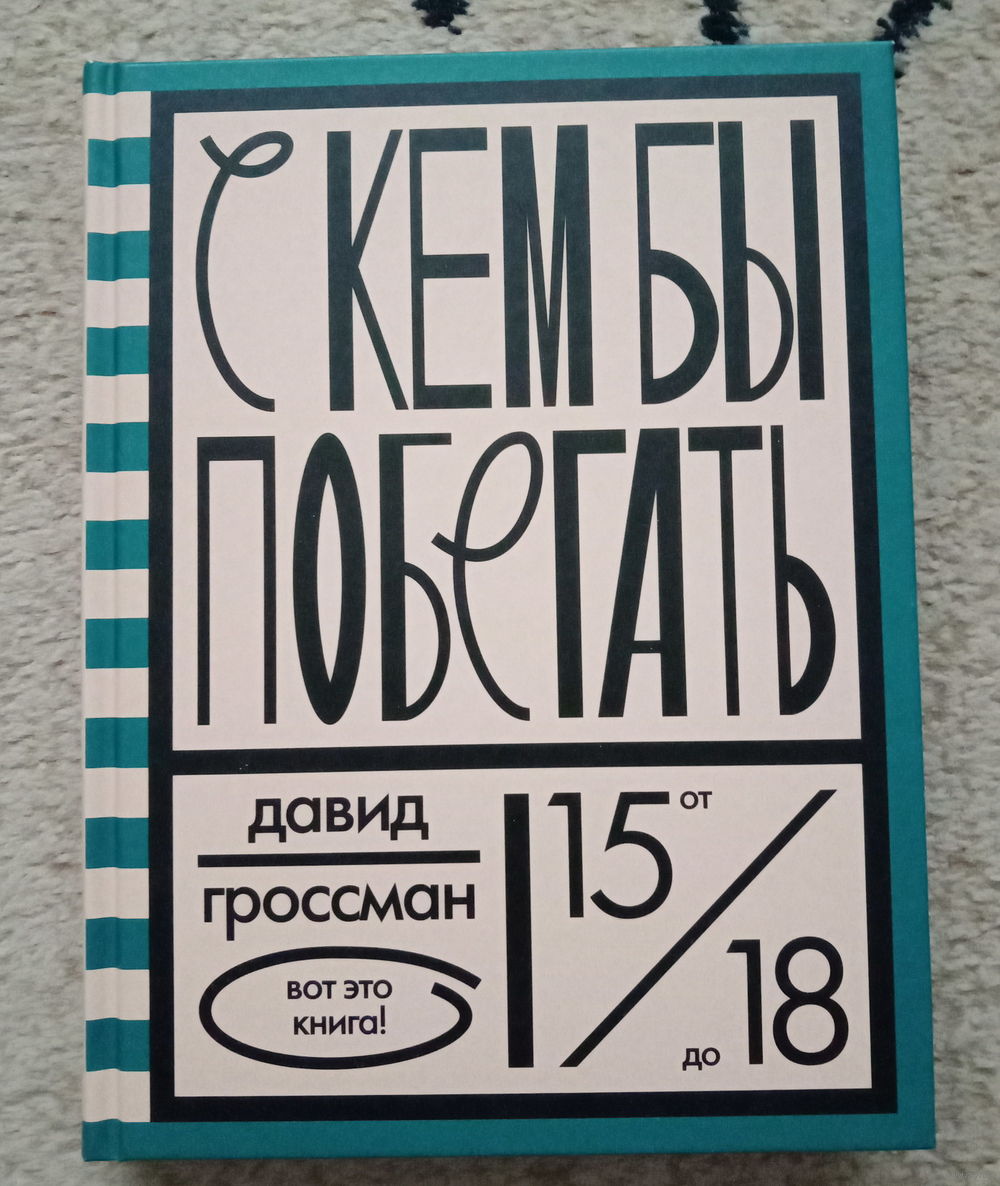 С КЕМ БЫ
ПОБЕГАТЬ
давид
гроссман
вот это
книга!
15 от
до 18